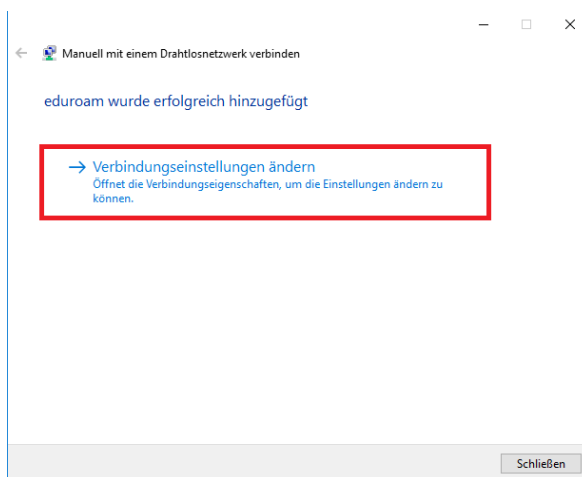 Manuell mit einem Drahtlosnetzwerk verbinden
eduroam wurde erfolgreich hinzugefügt
Verbindungseinstellungen ändern
Öffnet die Verbindungseigenschaften, um die Einstellungen ändern zu
können.
Schließen